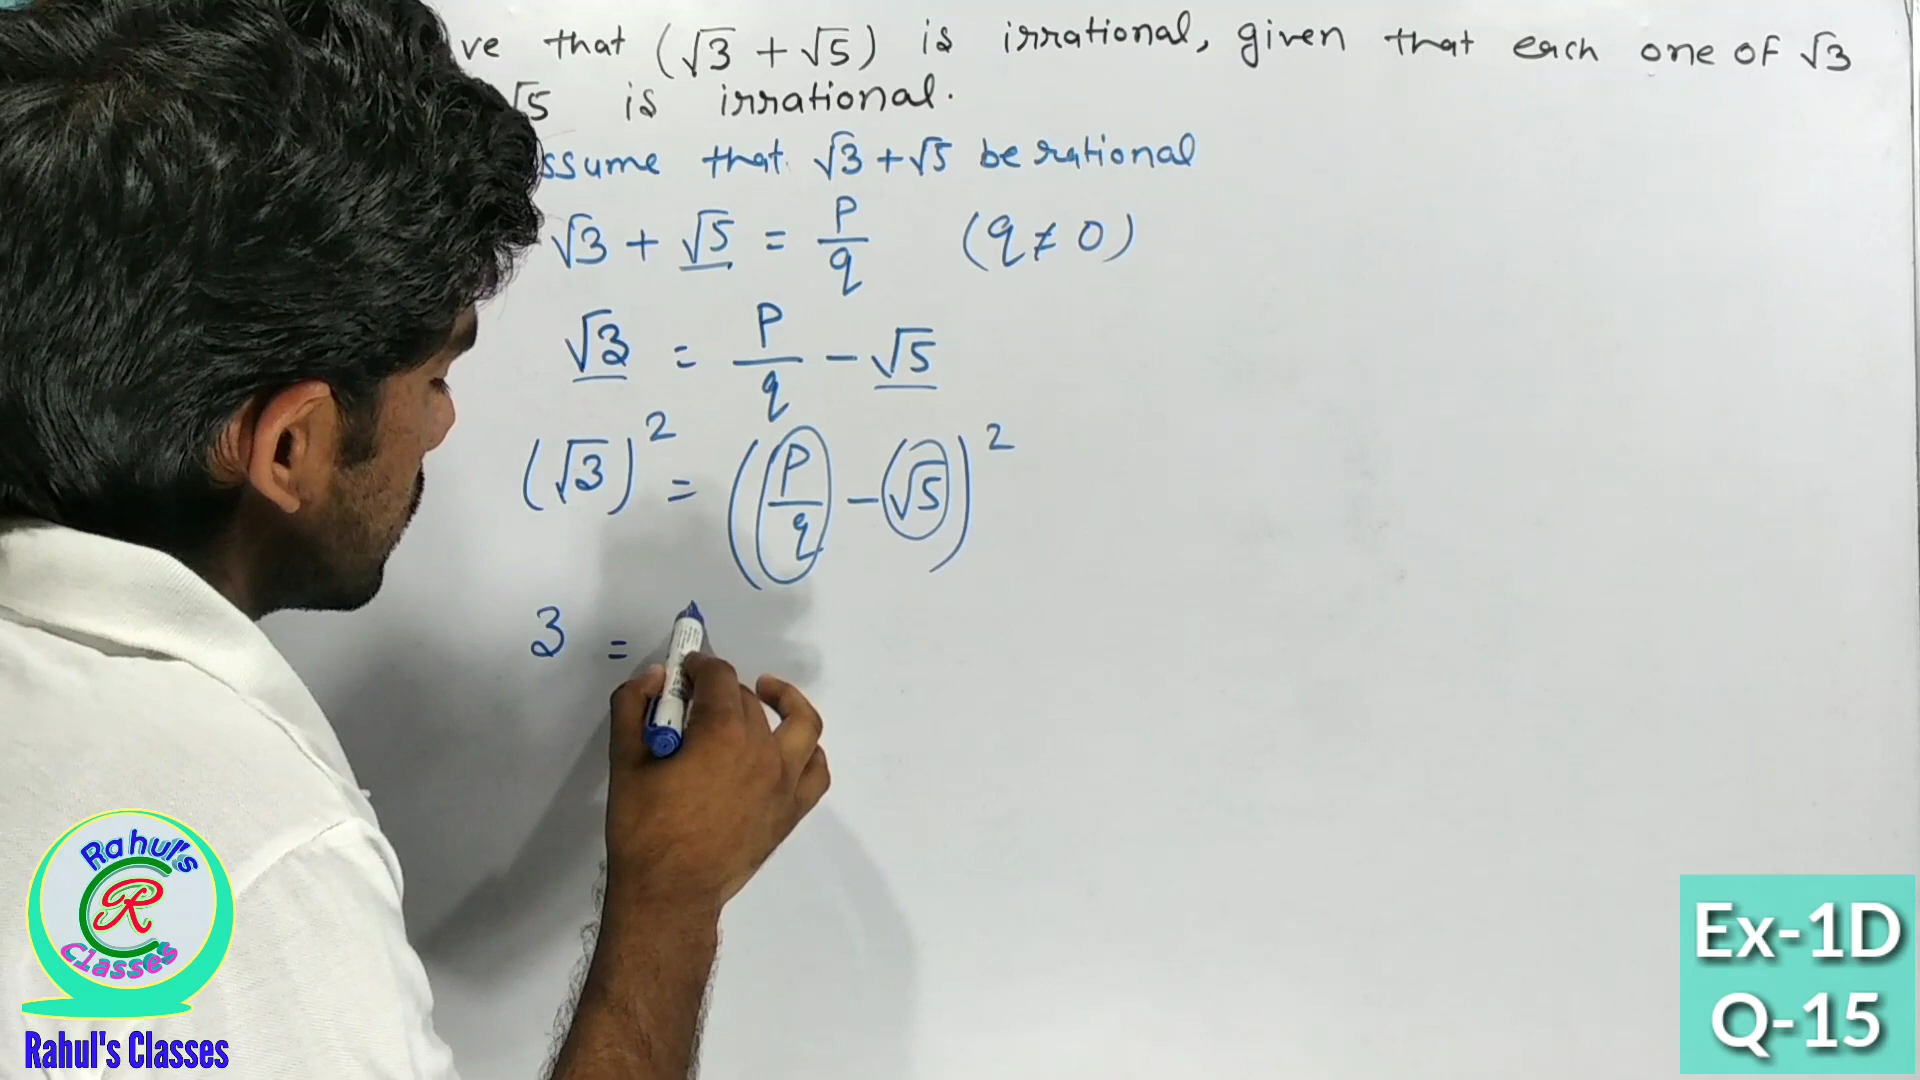 ve that (√3 + √5) is irrational, given that each one of √3
√5 is irrational.
ssume that √3 + √5 be rational
√3 + √5 = p/q (q ≠ 0)
√3 = p/q - √5
(√3)² = (p/q - √5)²
3 =
Rahul's
CR
Classes
Rahul's Classes
Ex-1D
Q-15